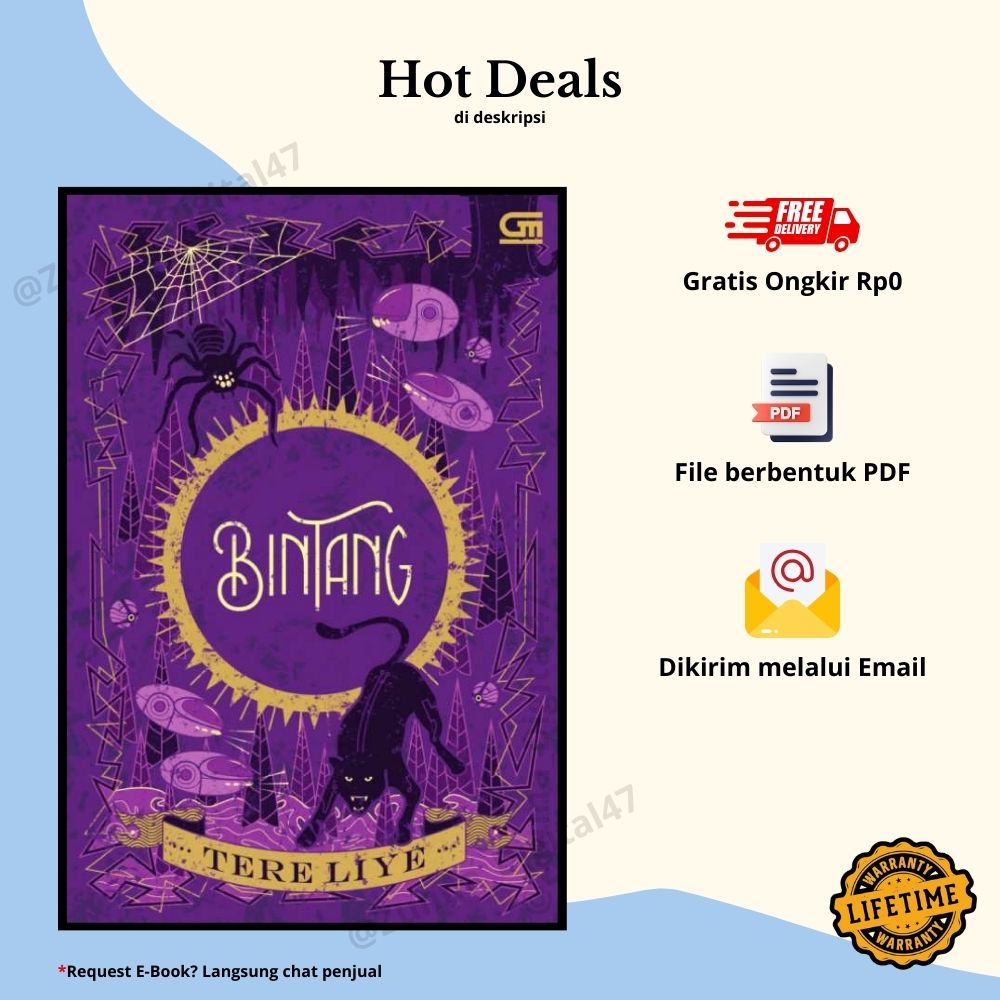 Hot Deals
di deskripsi
GM
BINTANG
TERE LIYE
FREE
DELIVERY
Gratis Ongkir Rp0
PDF
File berbentuk PDF
@
Dikirim melalui Email
WARRANTY
LIFETIME
WARRANTY
*Request E-Book? Langsung chat penjual